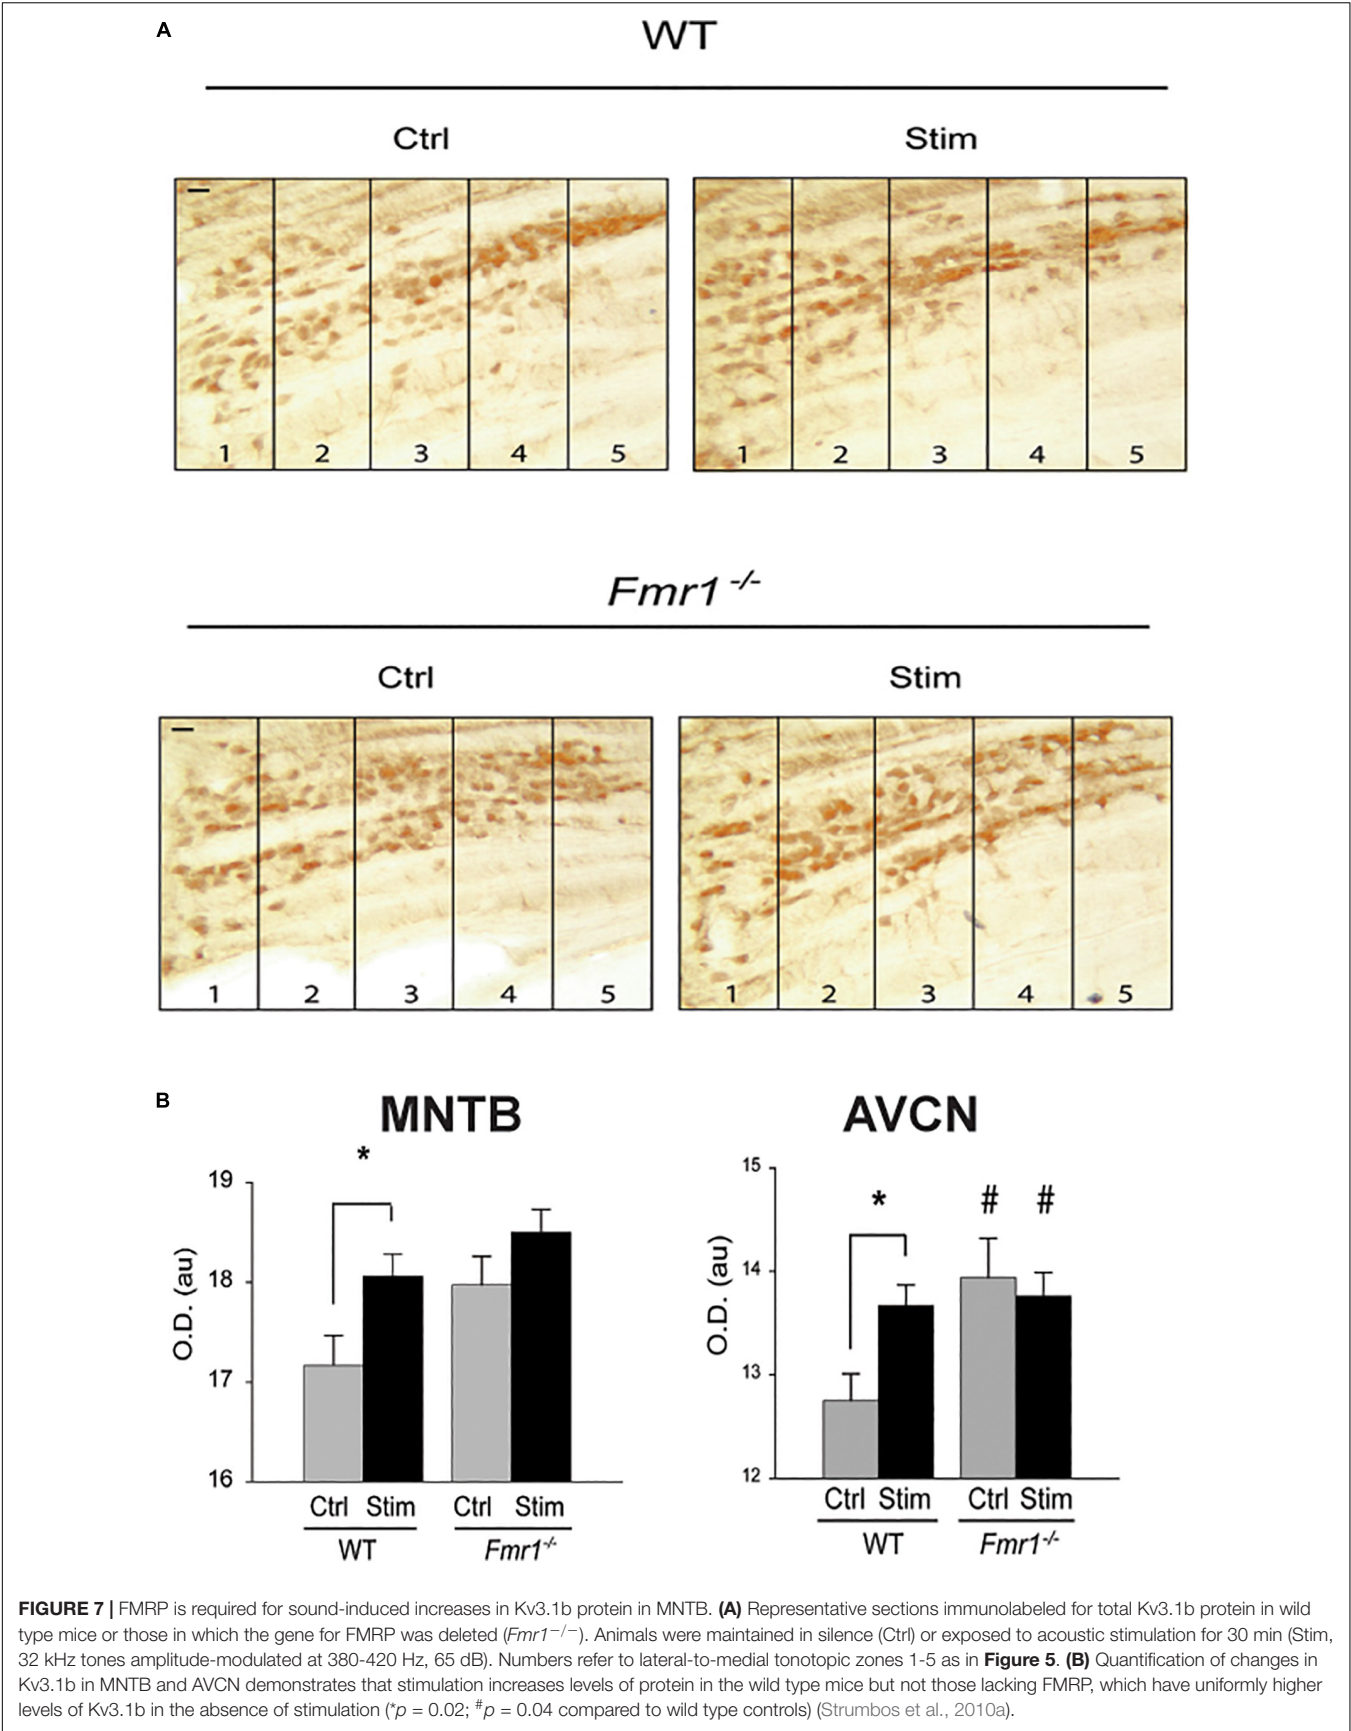 A
WT
Ctrl Stim
1 2 3 4 5 1 2 3 4 5
Fmr1 -/-
Ctrl Stim
1 2 3 4 5 1 2 3 4 5
B
MNTB AVCN
* * # #
19
18
17
16
O.D. (au)
15
14
13
12
O.D. (au)
Ctrl Stim Ctrl Stim
WT Fmr1-/-
Ctrl Stim Ctrl Stim
WT Fmr1-/-
FIGURE 7 | FMRP is required for sound-induced increases in Kv3.1b protein in MNTB. (A) Representative sections immunolabeled for total Kv3.1b protein in wild
type mice or those in which the gene for FMRP was deleted (Fmr1−/−). Animals were maintained in silence (Ctrl) or exposed to acoustic stimulation for 30 min (Stim,
32 kHz tones amplitude-modulated at 380-420 Hz, 65 dB). Numbers refer to lateral-to-medial tonotopic zones 1-5 as in Figure 5. (B) Quantification of changes in
Kv3.1b in MNTB and AVCN demonstrates that stimulation increases levels of protein in the wild type mice but not those lacking FMRP, which have uniformly higher
levels of Kv3.1b in the absence of stimulation (*p = 0.02; #p = 0.04 compared to wild type controls) (Strumbos et al., 2010a).